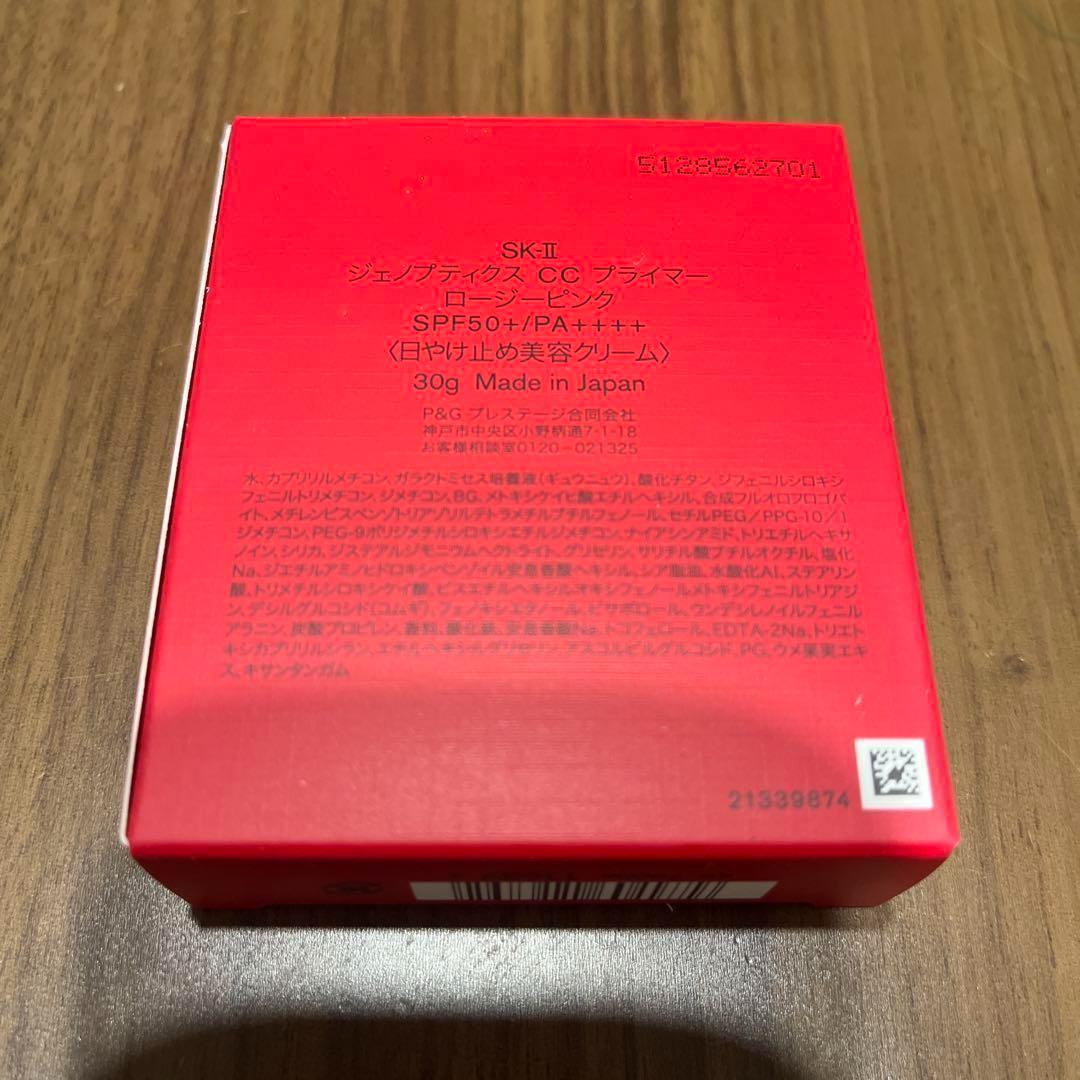 5128562701
SK-II
ジェノプティクス CC プライマー
ロージーピンク
SPF50+/PA++++
〈日やけ止め美容クリーム〉
30g Made in Japan
P&G プレステージ合同会社
神戸市中央区小野柄通7-1-18
お客様相談室0120-021325
水、カプリリルメチコン、ガラクトミセス培養液(ギュウニュウ)、酸化チタン、ジフェニルシロキシ
フェニルトリメチコン、ジメチコン、BG、メトキシケイヒ酸エチルヘキシル、合成フルオロフロゴパ
イト、メチレンビスベンゾトリアゾリルテトラメチルブチルフェノール、セチルPEG/PPG-10/1
ジメチコン、PEG-9ポリジメチルシロキシエチルジメチコン、ナイアシンアミド、トリエチルヘキサ
ノイン、シリカ、ジステアルジモニウムヘクトライト、グリセリン、サリチル酸ブチルオクチル、塩化
Na、ジエチルアミノヒドロキシベンゾイル安息香酸ヘキシル、シア脂油、水酸化Al、ステアリン
酸、トリメチルシロキシケイ酸、ビスエチルヘキシルオキシフェノールメトキシフェニルトリアジ
ン、デシルグルコシド(コムギ)、フェノキシエタノール、ビサボロール、ウンデシレノイルフェニル
アラニン、炭酸プロピレン、香料、酸化鉄、安息香酸Na、トコフェロール、EDTA-2Na、トリエト
キシカプリリルシラン、エチルヘキシルグリセリン、アスコルビルグルコシド、PG、ウメ果実エキ
ス、キサンタンガム
21339874